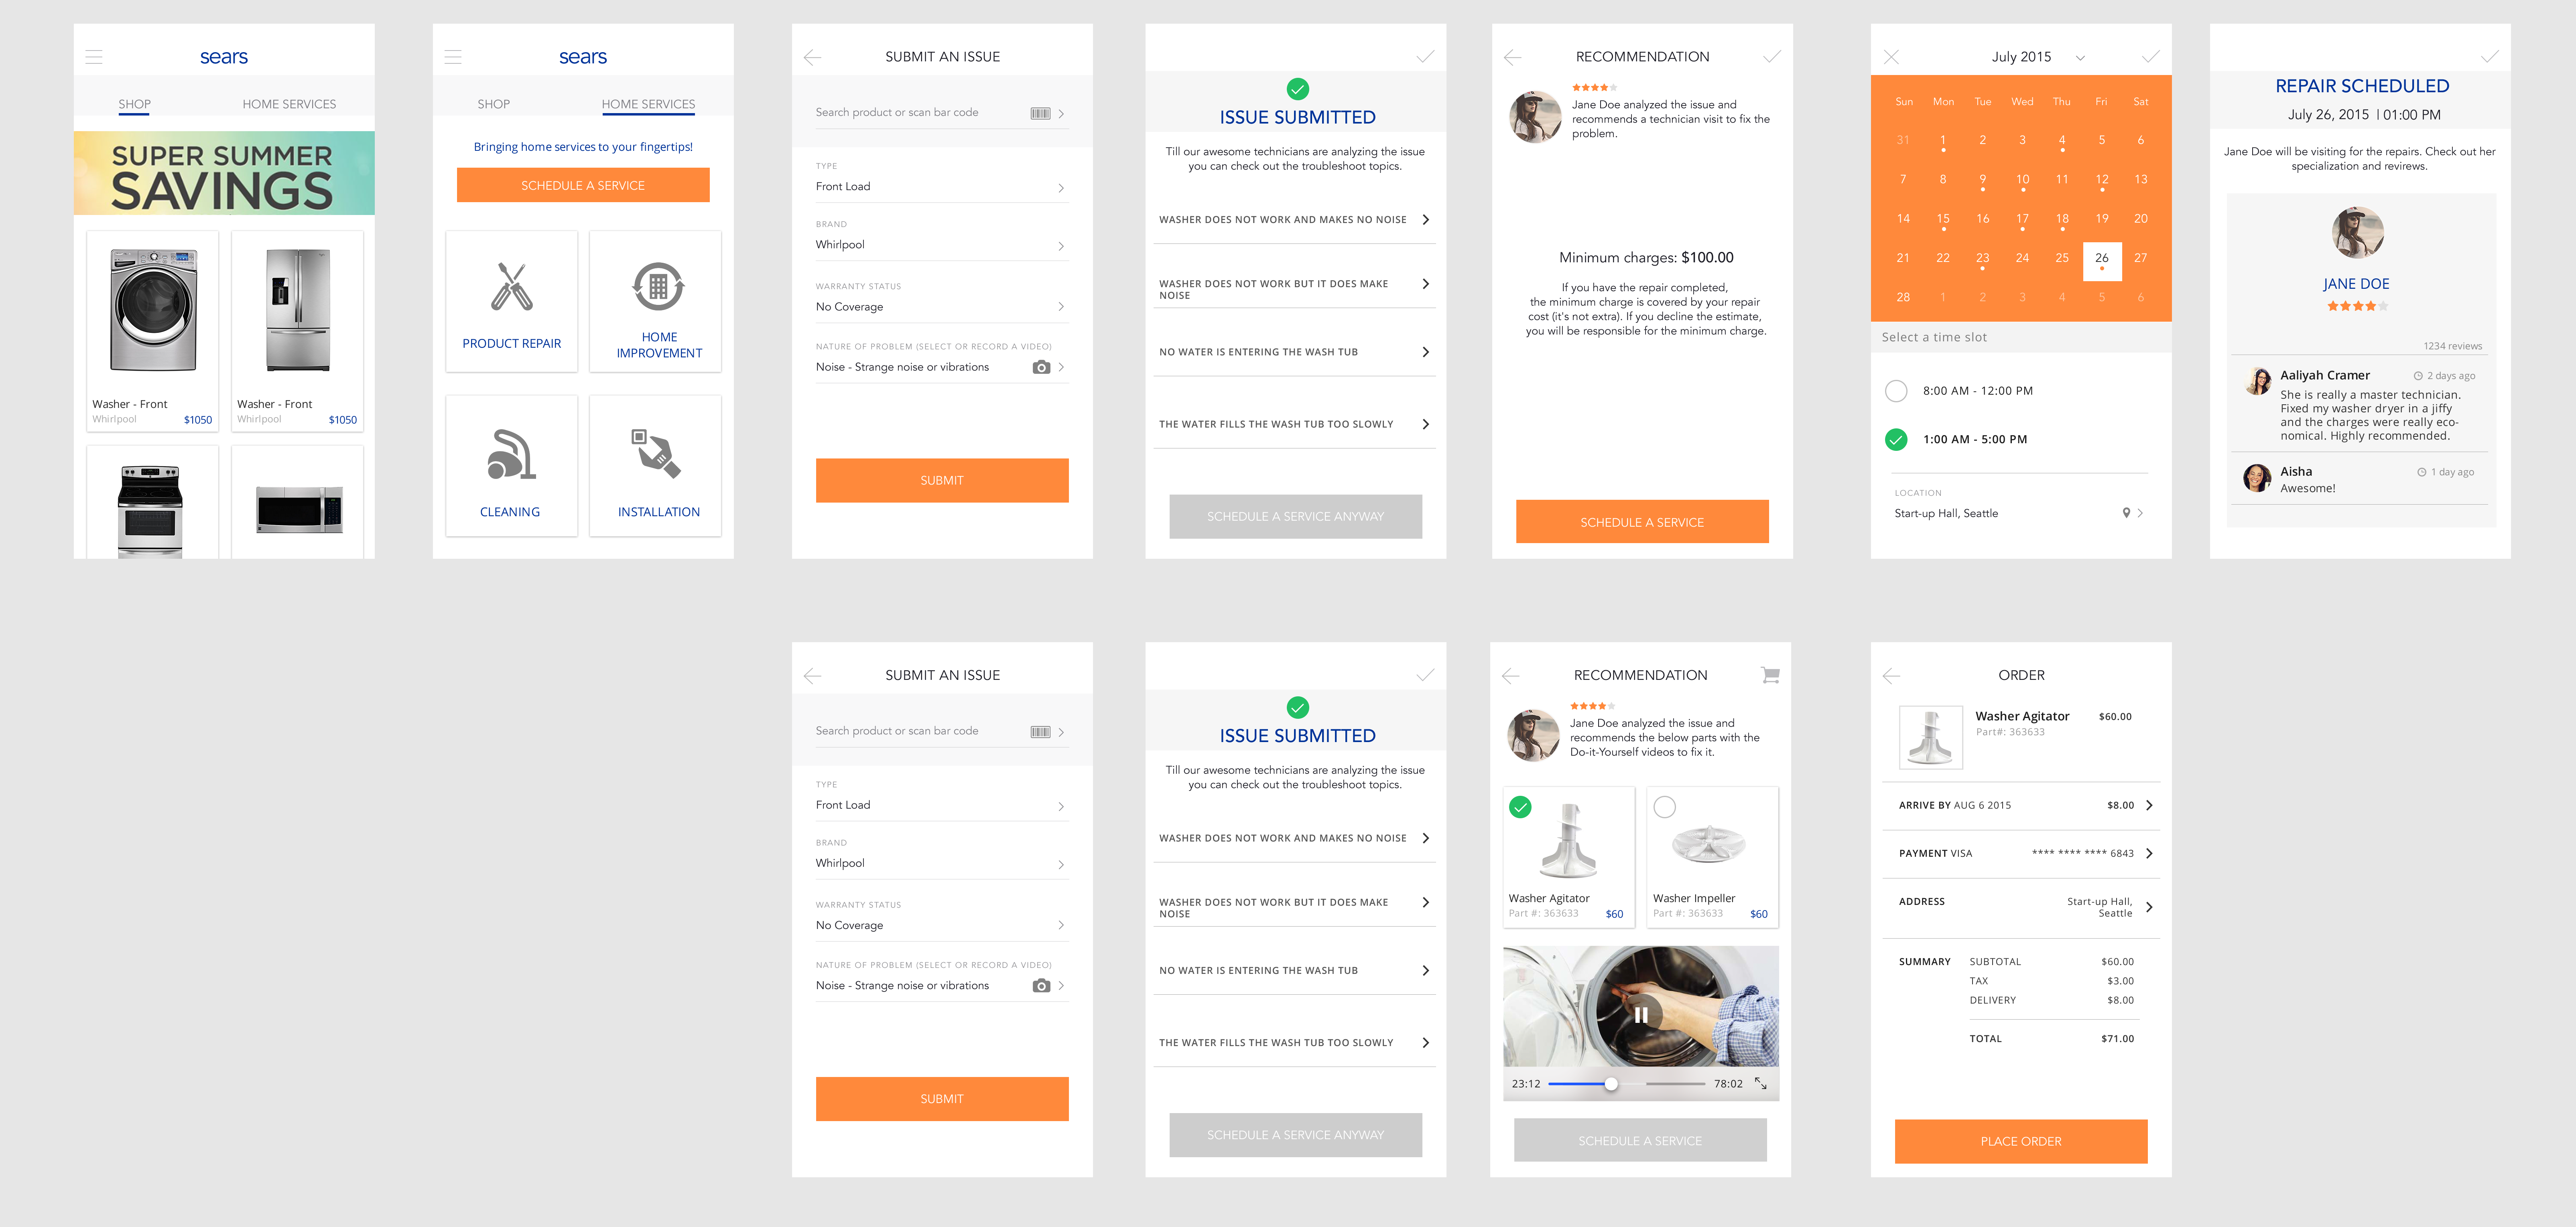 sears
SHOP HOME SERVICES
SUPER SUMMER
SAVINGS
Washer - Front
Whirlpool $1050
Washer - Front
Whirlpool $1050
sears
SHOP HOME SERVICES
Bringing home services to your fingertips!
SCHEDULE A SERVICE
PRODUCT REPAIR
HOME
IMPROVEMENT
CLEANING
INSTALLATION
SUBMIT AN ISSUE
Search product or scan bar code
TYPE
Front Load
BRAND
Whirlpool
WARRANTY STATUS
No Coverage
NATURE OF PROBLEM (SELECT OR RECORD A VIDEO)
Noise - Strange noise or vibrations
SUBMIT
ISSUE SUBMITTED
Till our awesome technicians are analyzing the issue
you can check out the troubleshoot topics.
WASHER DOES NOT WORK AND MAKES NO NOISE
WASHER DOES NOT WORK BUT IT DOES MAKE
NOISE
NO WATER IS ENTERING THE WASH TUB
THE WATER FILLS THE WASH TUB TOO SLOWLY
SCHEDULE A SERVICE ANYWAY
RECOMMENDATION
Jane Doe analyzed the issue and
recommends a technician visit to fix the
problem.
Minimum charges: $100.00
If you have the repair completed,
the minimum charge is covered by your repair
cost (it's not extra). If you decline the estimate,
you will be responsible for the minimum charge.
SCHEDULE A SERVICE
July 2015
Sun Mon Tue Wed Thu Fri Sat
31 1 2 3 4 5 6
7 8 9 10 11 12 13
14 15 16 17 18 19 20
21 22 23 24 25 26 27
28 1 2 3 4 5 6
Select a time slot
8:00 AM - 12:00 PM
1:00 AM - 5:00 PM
LOCATION
Start-up Hall, Seattle
REPAIR SCHEDULED
July 26, 2015 | 01:00 PM
Jane Doe will be visiting for the repairs. Check out her
specialization and revirews.
JANE DOE
1234 reviews
Aaliyah Cramer 2 days ago
She is really a master technician.
Fixed my washer dryer in a jiffy
and the charges were really eco-
nomical. Highly recommended.
Aisha 1 day ago
Awesome!
SUBMIT AN ISSUE
Search product or scan bar code
TYPE
Front Load
BRAND
Whirlpool
WARRANTY STATUS
No Coverage
NATURE OF PROBLEM (SELECT OR RECORD A VIDEO)
Noise - Strange noise or vibrations
SUBMIT
ISSUE SUBMITTED
Till our awesome technicians are analyzing the issue
you can check out the troubleshoot topics.
WASHER DOES NOT WORK AND MAKES NO NOISE
WASHER DOES NOT WORK BUT IT DOES MAKE
NOISE
NO WATER IS ENTERING THE WASH TUB
THE WATER FILLS THE WASH TUB TOO SLOWLY
SCHEDULE A SERVICE ANYWAY
RECOMMENDATION
Jane Doe analyzed the issue and
recommends the below parts with the
Do-it-Yourself videos to fix it.
Washer Agitator
Part #: 363633 $60
Washer Impeller
Part #: 363633 $60
23:12 78:02
SCHEDULE A SERVICE
ORDER
Washer Agitator $60.00
Part#: 363633
ARRIVE BY AUG 6 2015 $8.00
PAYMENT VISA **** **** **** 6843
ADDRESS Start-up Hall,
Seattle
SUMMARY SUBTOTAL $60.00
TAX $3.00
DELIVERY $8.00
TOTAL $71.00
PLACE ORDER